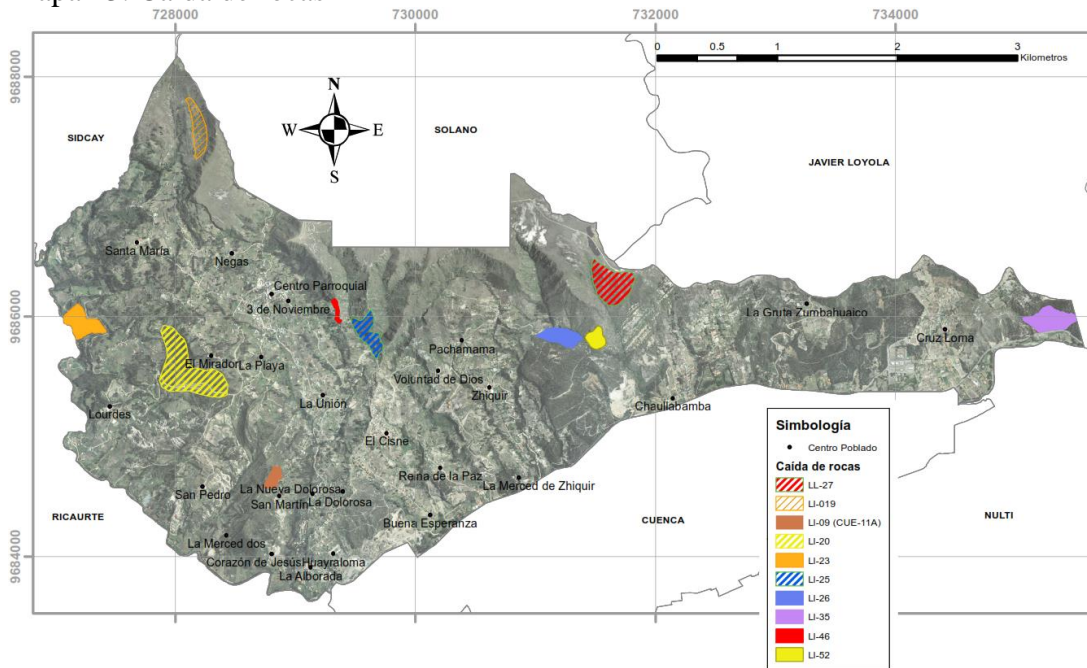 728000
730000
732000
734000
0
0.5
1
2
3
Kilometros
9688000
9686000
9684000
N
W
E
S
SIDCAY
SOLANO
JAVIER LOYOLA
Santa María
Negas
Centro Parroquial
3 de Noviembre
La Gruta Zumbahuaico
Cruz Loma
El Mirador
La Playa
Pachamama
Voluntad de Dios
Zhiquir
Lourdes
La Unión
Chaullabamba
El Cisne
Reina de la Paz
La Merced de Zhiquir
San Pedro
La Nueva Dolorosa
San Martín
La Dolorosa
Buena Esperanza
RICAURTE
CUENCA
NULTI
La Merced dos
Corazón de Jesús
Huayraloma
La Alborada
Simbología
Centro Poblado
Caída de rocas
LL-27
LI-019
LI-09 (CUE-11A)
LI-20
LI-23
LI-25
LI-26
LI-35
LI-46
LI-52